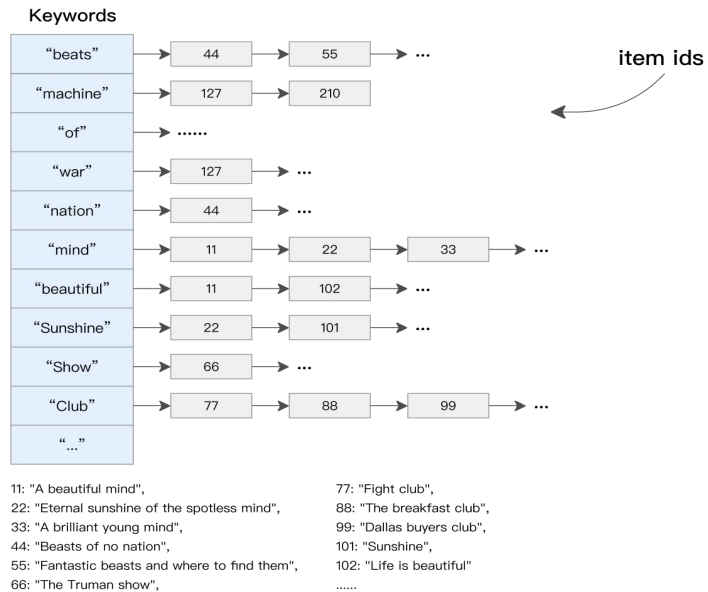 Keywords
item ids
“beats” 44 55 ...
“machine” 127 210
“of” ......
“war” 127 ...
“nation” 44 ...
“mind” 11 22 33 ...
“beautiful” 11 102 ...
“Sunshine” 22 101 ...
“Show” 66 ...
“Club” 77 88 99 ...
“...”
11: "A beautiful mind",
22: "Eternal sunshine of the spotless mind",
33: "A brilliant young mind",
44: "Beasts of no nation",
55: "Fantastic beasts and where to find them",
66: "The Truman show",
77: "Fight club",
88: "The breakfast club",
99: "Dallas buyers club",
101: "Sunshine",
102: "Life is beautiful"
......